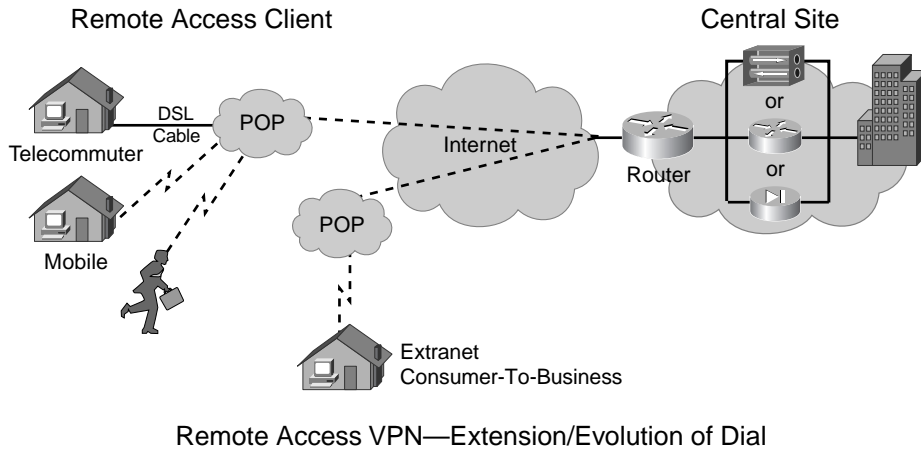 Remote Access Client
Central Site
DSL
Cable
POP
Telecommuter
Internet
or
Router
or
Mobile
POP
Extranet
Consumer-To-Business
Remote Access VPN—Extension/Evolution of Dial